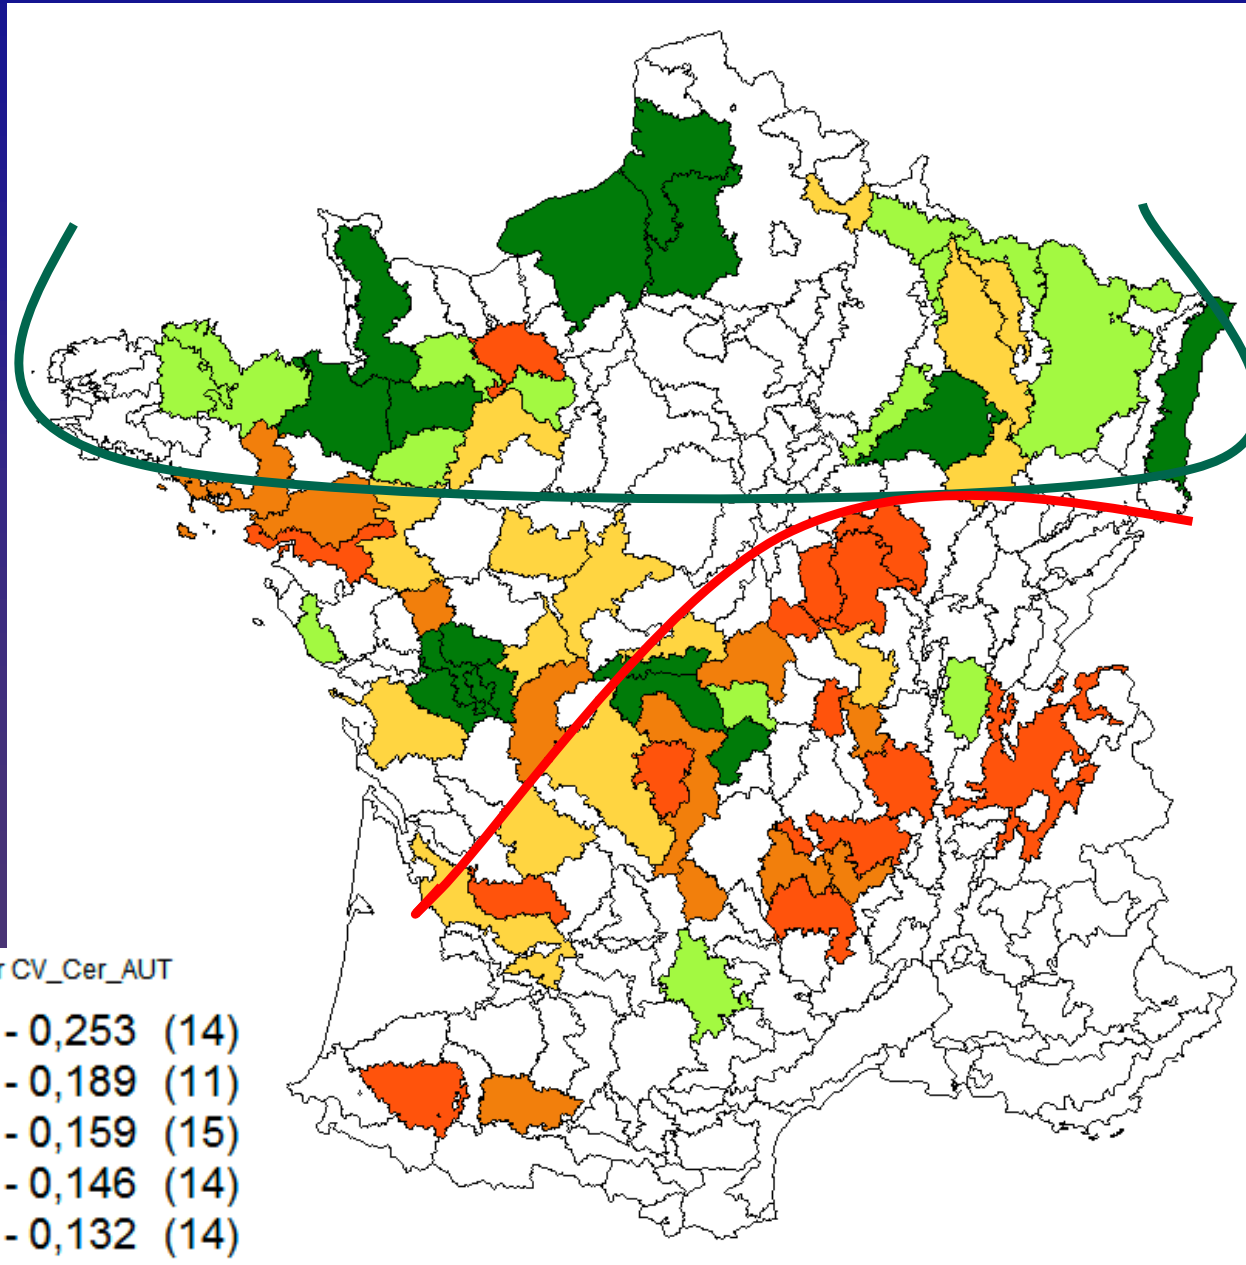 r CV_Cer_AUT
- 0,253 (14)
- 0,189 (11)
- 0,159 (15)
- 0,146 (14)
- 0,132 (14)